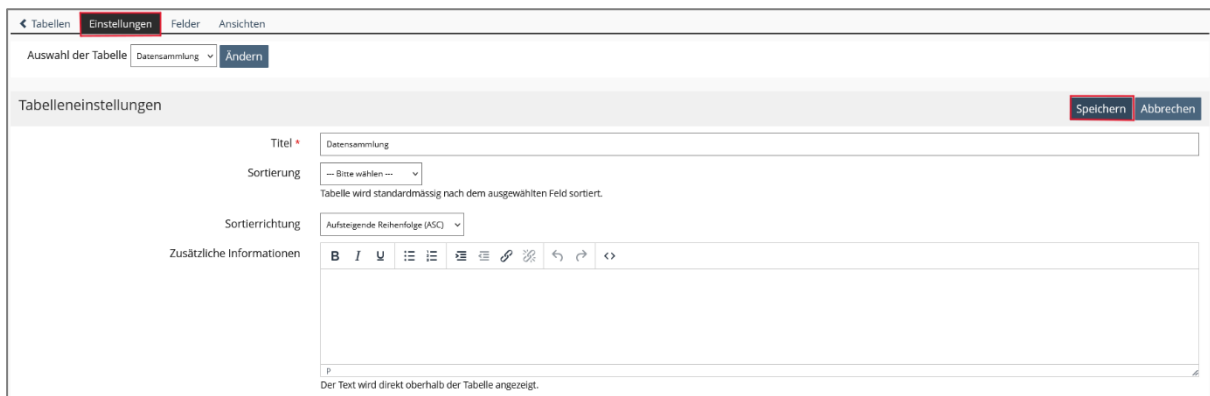 Tabellen Einstellungen Felder Ansichten
Auswahl der Tabelle Datensammlung Ändern
Tabelleneinstellungen Speichern Abbrechen
Titel * Datensammlung
Sortierung --- Bitte wählen ---
Tabelle wird standardmässig nach dem ausgewählten Feld sortiert.
Sortierrichtung Aufsteigende Reihenfolge (ASC)
Zusätzliche Informationen B I U
P
Der Text wird direkt oberhalb der Tabelle angezeigt.